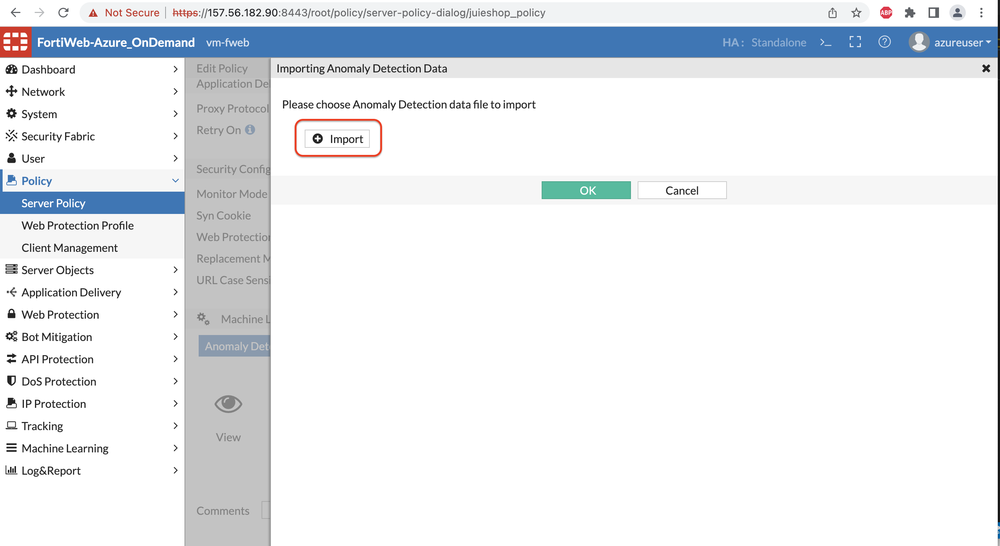 Not Secure https://157.56.182.90:8443/root/policy/server-policy-dialog/juieshop_policy
ABP
FortiWeb-Azure_OnDemand vm-fweb HA: Standalone >_ azureuser
Dashboard
Network
System
Security Fabric
User
Policy
Server Policy
Web Protection Profile
Client Management
Server Objects
Application Delivery
Web Protection
Bot Mitigation
API Protection
DoS Protection
IP Protection
Tracking
Machine Learning
Log&Report
Edit Policy
Application Del
Proxy Protocol
Retry On
Security Config
Monitor Mode
Syn Cookie
Web Protection
Replacement M
URL Case Sensi
Machine L
Anomaly Dete
View
Comments
Importing Anomaly Detection Data
Please choose Anomaly Detection data file to import
Import
OK Cancel